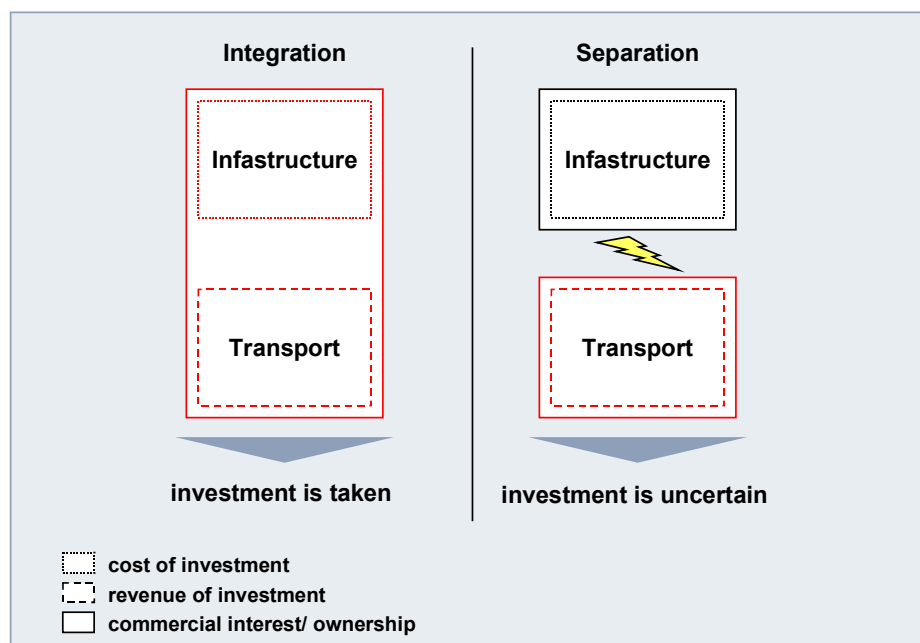 Integration
Separation
Infastructure
Infastructure
Transport
Transport
investment is taken
investment is uncertain
cost of investment
revenue of investment
commercial interest/ ownership